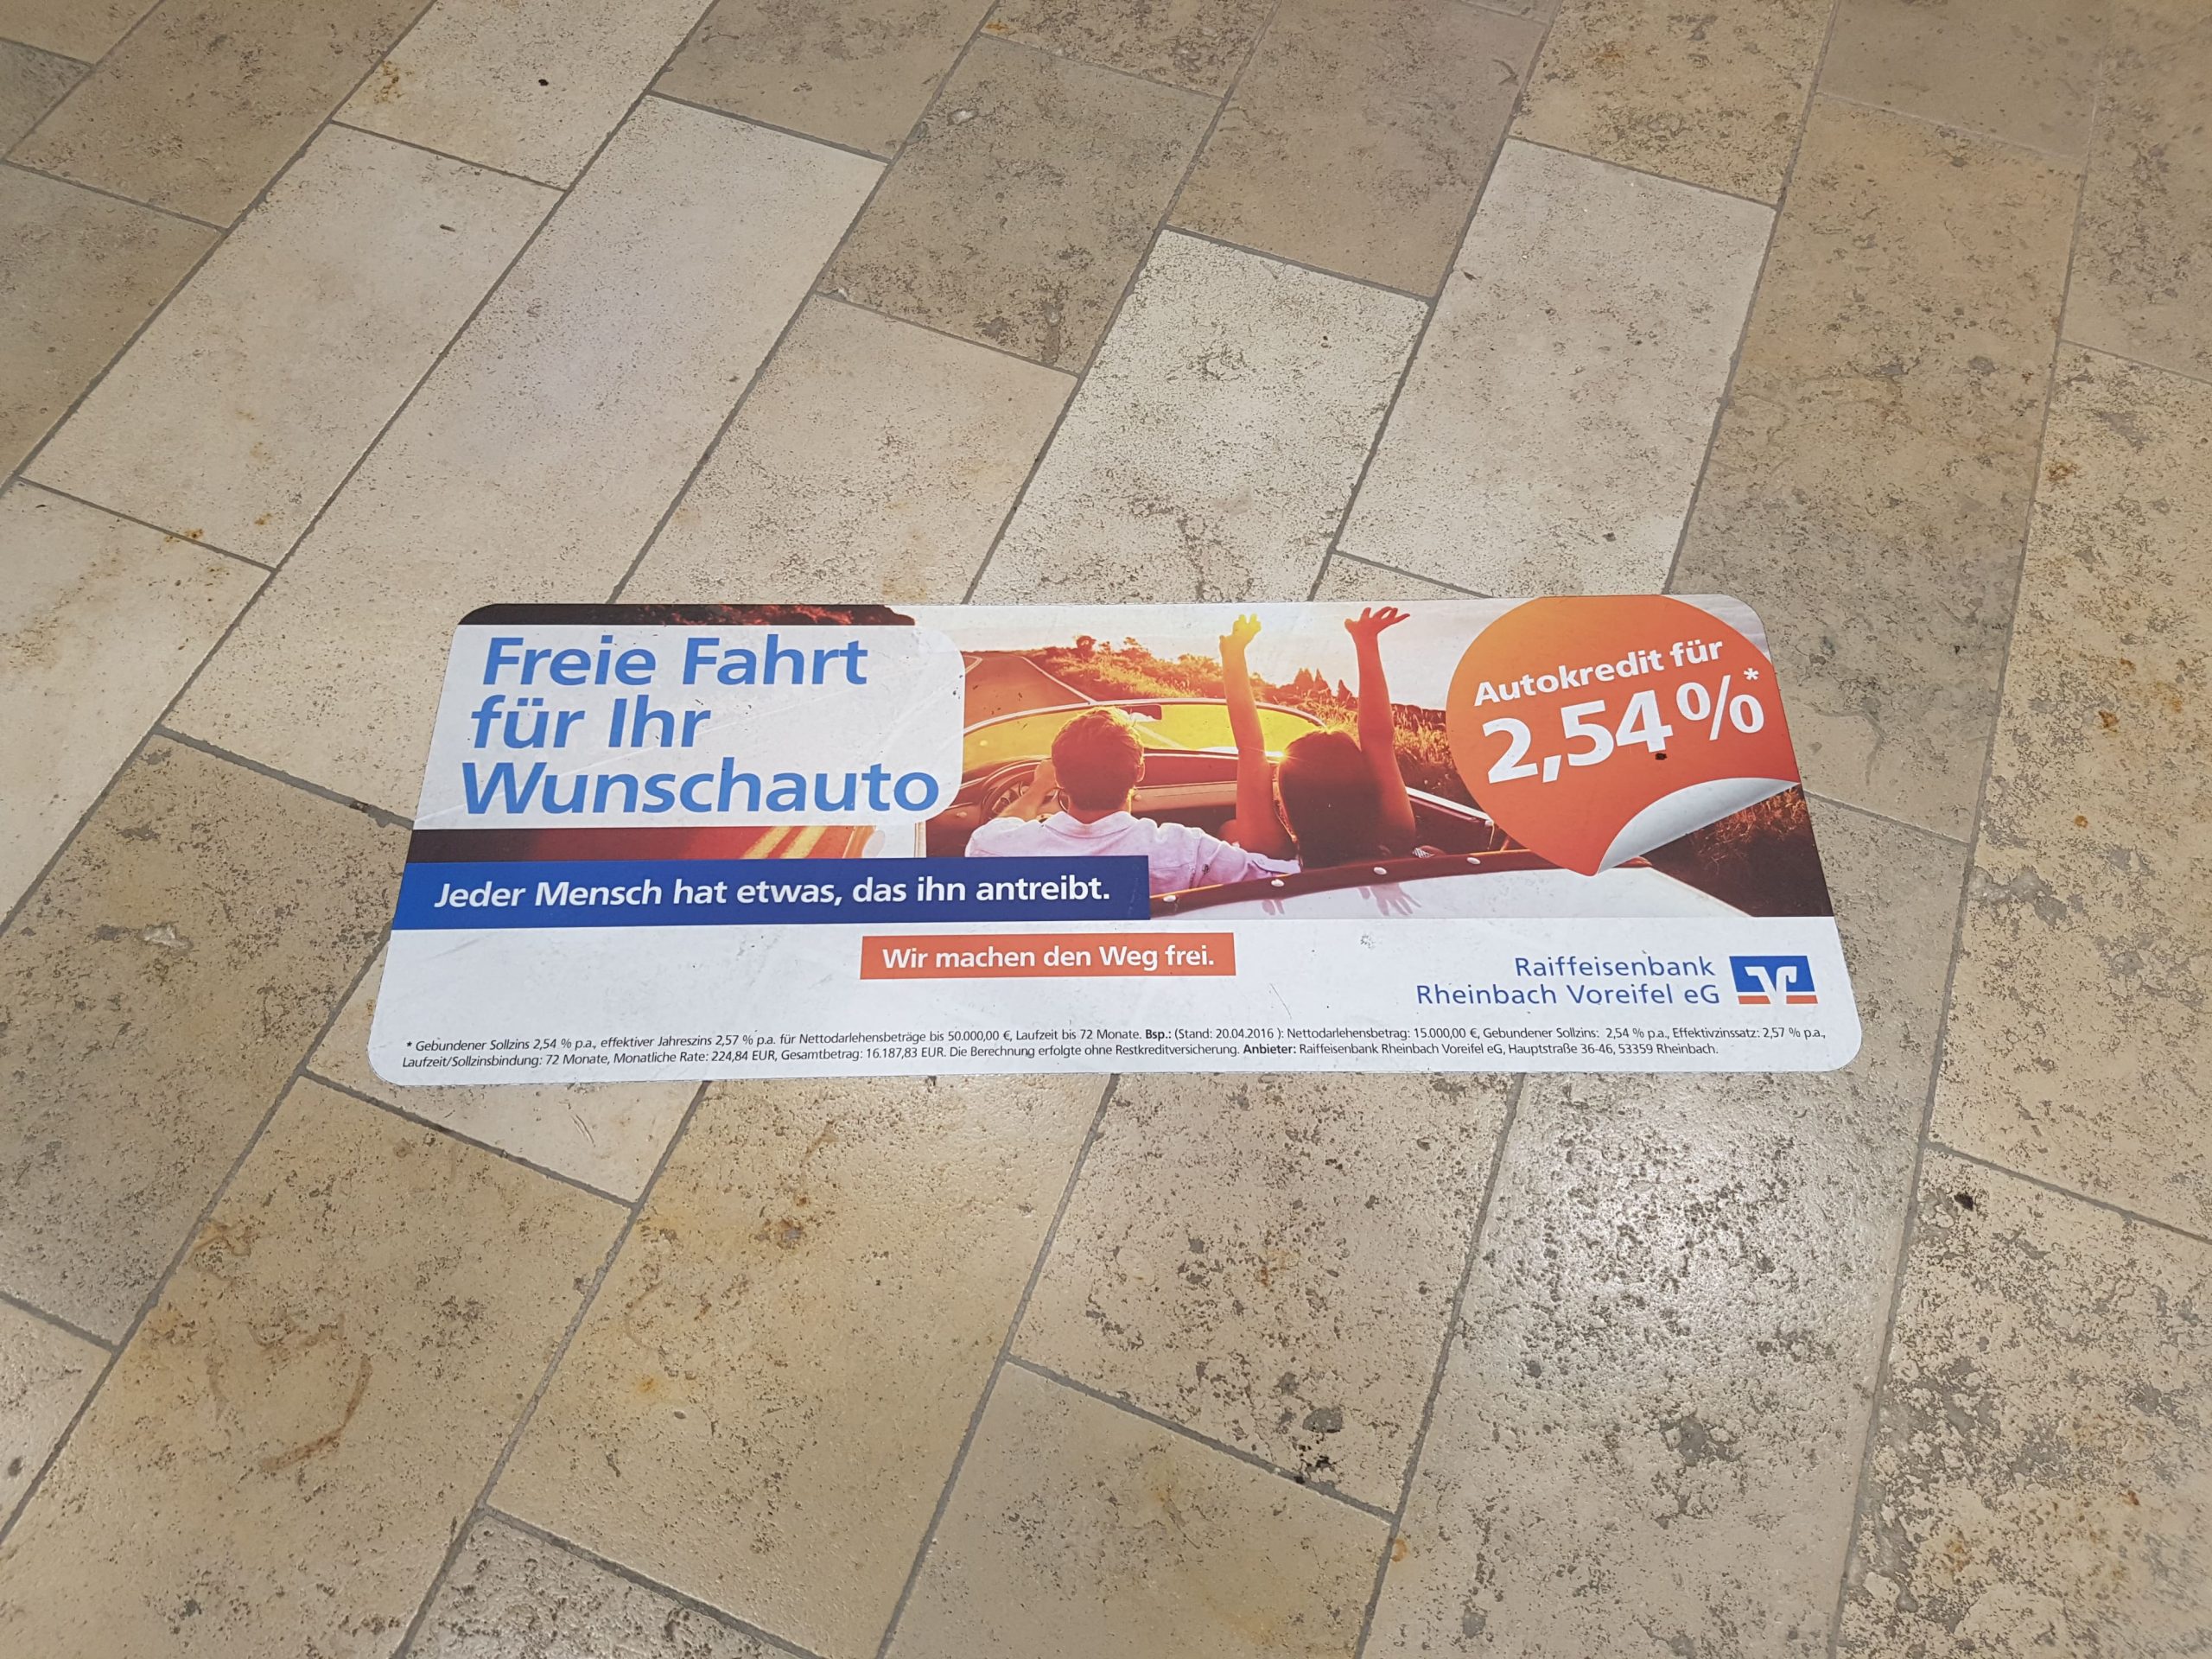 Freie Fahrt
für Ihr
Wunschauto
Autokredit für
2,54%*
Jeder Mensch hat etwas, das ihn antreibt.
Wir machen den Weg frei.
Raiffeisenbank
Rheinbach Voreifel eG
* Gebundener Sollzins 2,54 % p.a., effektiver Jahreszins 2,57 % p.a. für Nettodarlehensbeträge bis 50.000,00 €, Laufzeit bis 72 Monate. Bsp.: (Stand: 20.04.2016 ): Nettodarlehensbetrag: 15.000,00 €, Gebundener Sollzins: 2,54 % p.a., Effektivzinssatz: 2,57 % p.a.,
Laufzeit/Sollzinsbindung: 72 Monate, Monatliche Rate: 224,84 EUR, Gesamtbetrag: 16.187,83 EUR. Die Berechnung erfolgte ohne Restkreditversicherung. Anbieter: Raiffeisenbank Rheinbach Voreifel eG, Hauptstraße 36-46, 53359 Rheinbach.